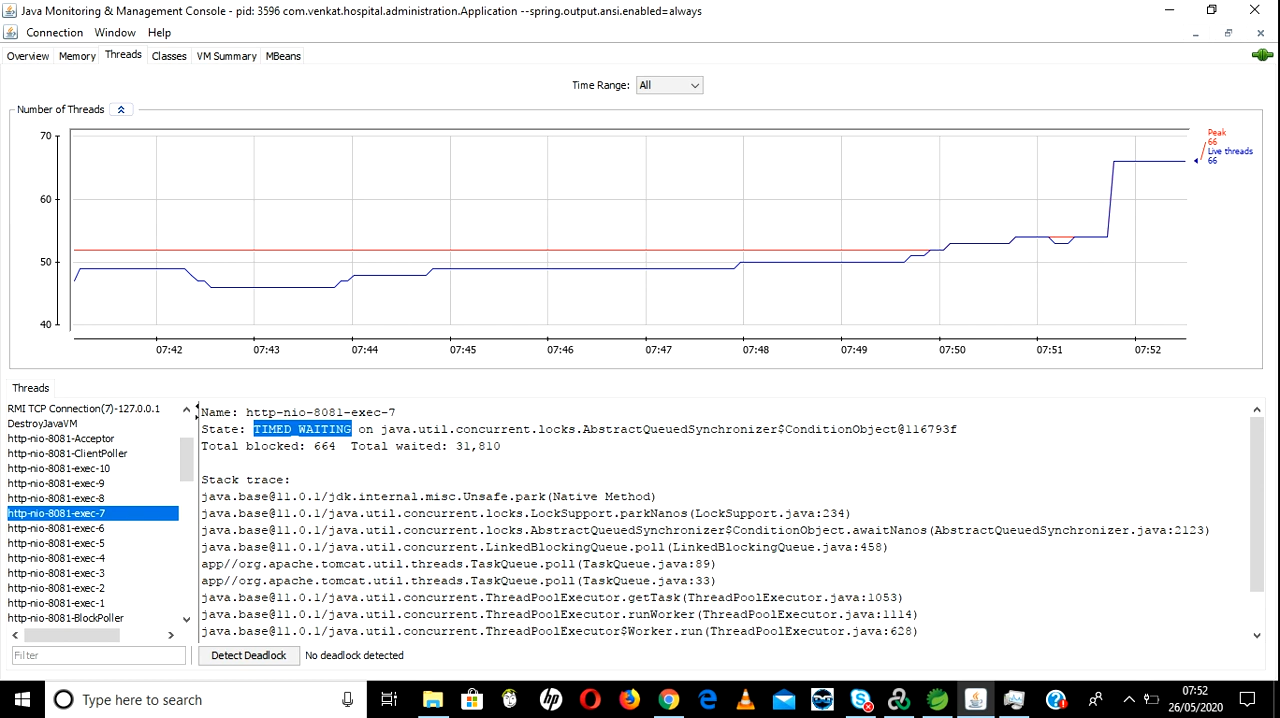 Java Monitoring & Management Console - pid: 3596 com.venkat.hospital.administration.Application --spring.output.ansi.enabled=always
Connection Window Help
Overview Memory Threads Classes VM Summary MBeans
Time Range: All
Number of Threads
70
60
50
40
Peak
66
Live threads
66
07:42 07:43 07:44 07:45 07:46 07:47 07:48 07:49 07:50 07:51 07:52
Threads
RMI TCP Connection(7)-127.0.0.1
DestroyJavaVM
http-nio-8081-Acceptor
http-nio-8081-ClientPoller
http-nio-8081-exec-10
http-nio-8081-exec-9
http-nio-8081-exec-8
http-nio-8081-exec-7
http-nio-8081-exec-6
http-nio-8081-exec-5
http-nio-8081-exec-4
http-nio-8081-exec-3
http-nio-8081-exec-2
http-nio-8081-exec-1
http-nio-8081-BlockPoller
Filter
Name: http-nio-8081-exec-7
State: TIMED_WAITING on java.util.concurrent.locks.AbstractQueuedSynchronizer$ConditionObject@116793f
Total blocked: 664 Total waited: 31,810
Stack trace:
java.base@11.0.1/jdk.internal.misc.Unsafe.park(Native Method)
java.base@11.0.1/java.util.concurrent.locks.LockSupport.parkNanos(LockSupport.java:234)
java.base@11.0.1/java.util.concurrent.locks.AbstractQueuedSynchronizer$ConditionObject.awaitNanos(AbstractQueuedSynchronizer.java:2123)
java.base@11.0.1/java.util.concurrent.LinkedBlockingQueue.poll(LinkedBlockingQueue.java:458)
app//org.apache.tomcat.util.threads.TaskQueue.poll(TaskQueue.java:89)
app//org.apache.tomcat.util.threads.TaskQueue.poll(TaskQueue.java:33)
java.base@11.0.1/java.util.concurrent.ThreadPoolExecutor.getTask(ThreadPoolExecutor.java:1053)
java.base@11.0.1/java.util.concurrent.ThreadPoolExecutor.runWorker(ThreadPoolExecutor.java:1114)
java.base@11.0.1/java.util.concurrent.ThreadPoolExecutor$Worker.run(ThreadPoolExecutor.java:628)
Detect Deadlock No deadlock detected
Type here to search
hp
07:52
26/05/2020